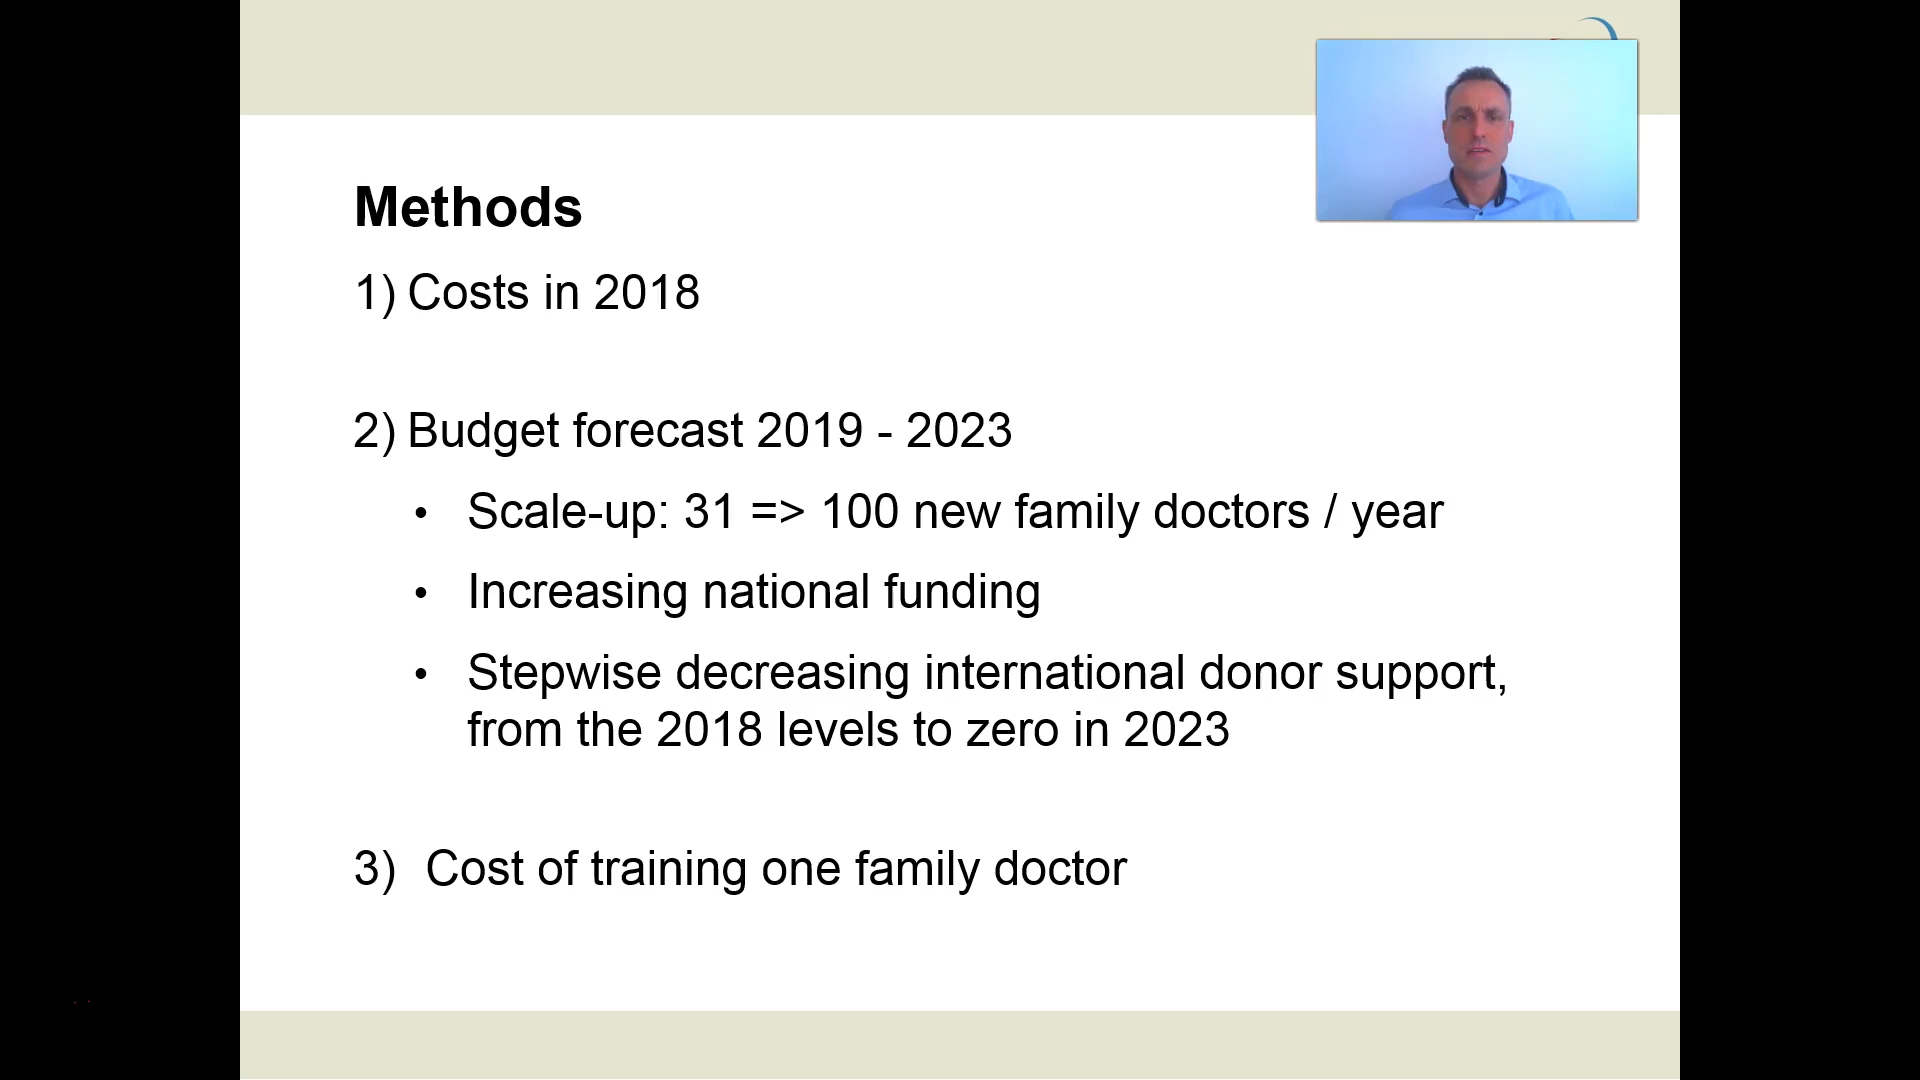 Methods
1) Costs in 2018
2) Budget forecast 2019 - 2023
• Scale-up: 31 => 100 new family doctors / year
• Increasing national funding
• Stepwise decreasing international donor support,
from the 2018 levels to zero in 2023
3) Cost of training one family doctor